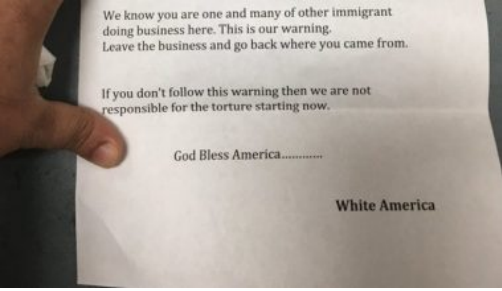 We know you are one and many of other immigrant
doing business here. This is our warning.
Leave the business and go back where you came from.
If you don't follow this warning then we are not
responsible for the torture starting now.
God Bless America............
White America